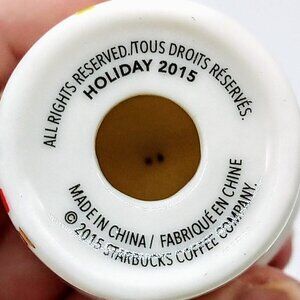 ALL RIGHTS RESERVED./TOUS DROITS RÉSERVÉS.
HOLIDAY 2015
MADE IN CHINA / FABRIQUÉ EN CHINE
© 2015 STARBUCKS COFFEE COMPANY.